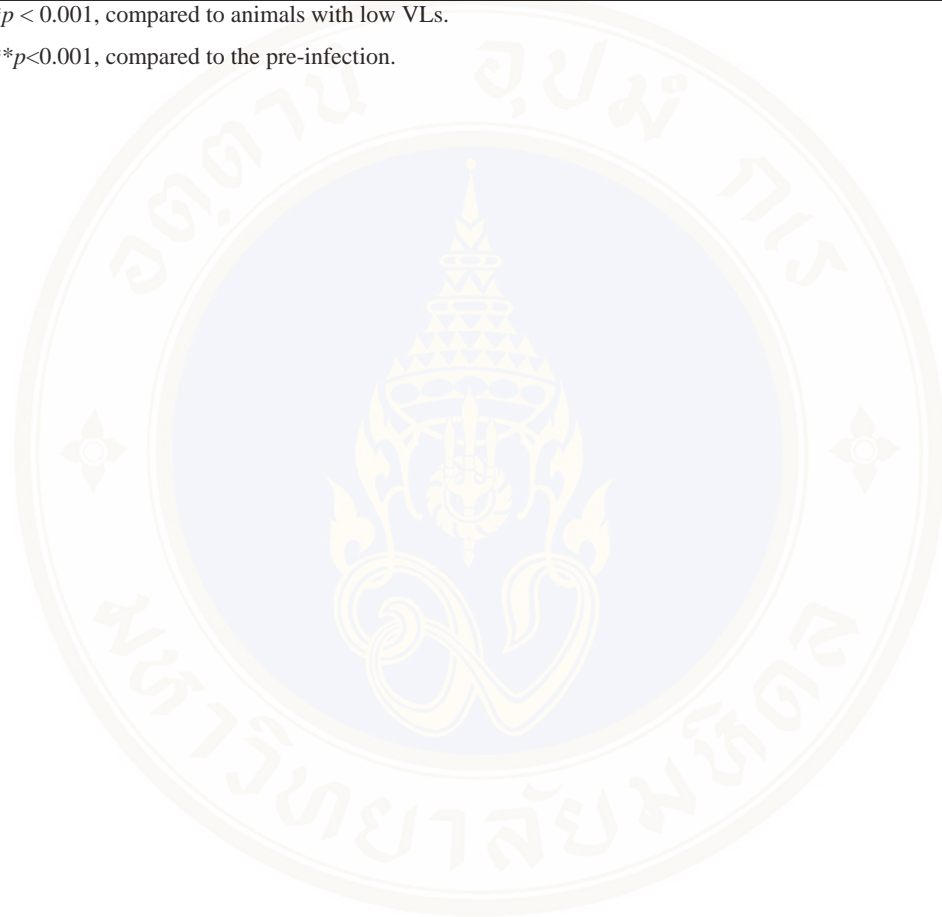 *p < 0.001, compared to animals with low VLs.
**p<0.001, compared to the pre-infection.
อตฺตานํ อุปมํ กเร
มหาวิทยาลัยมหิดล